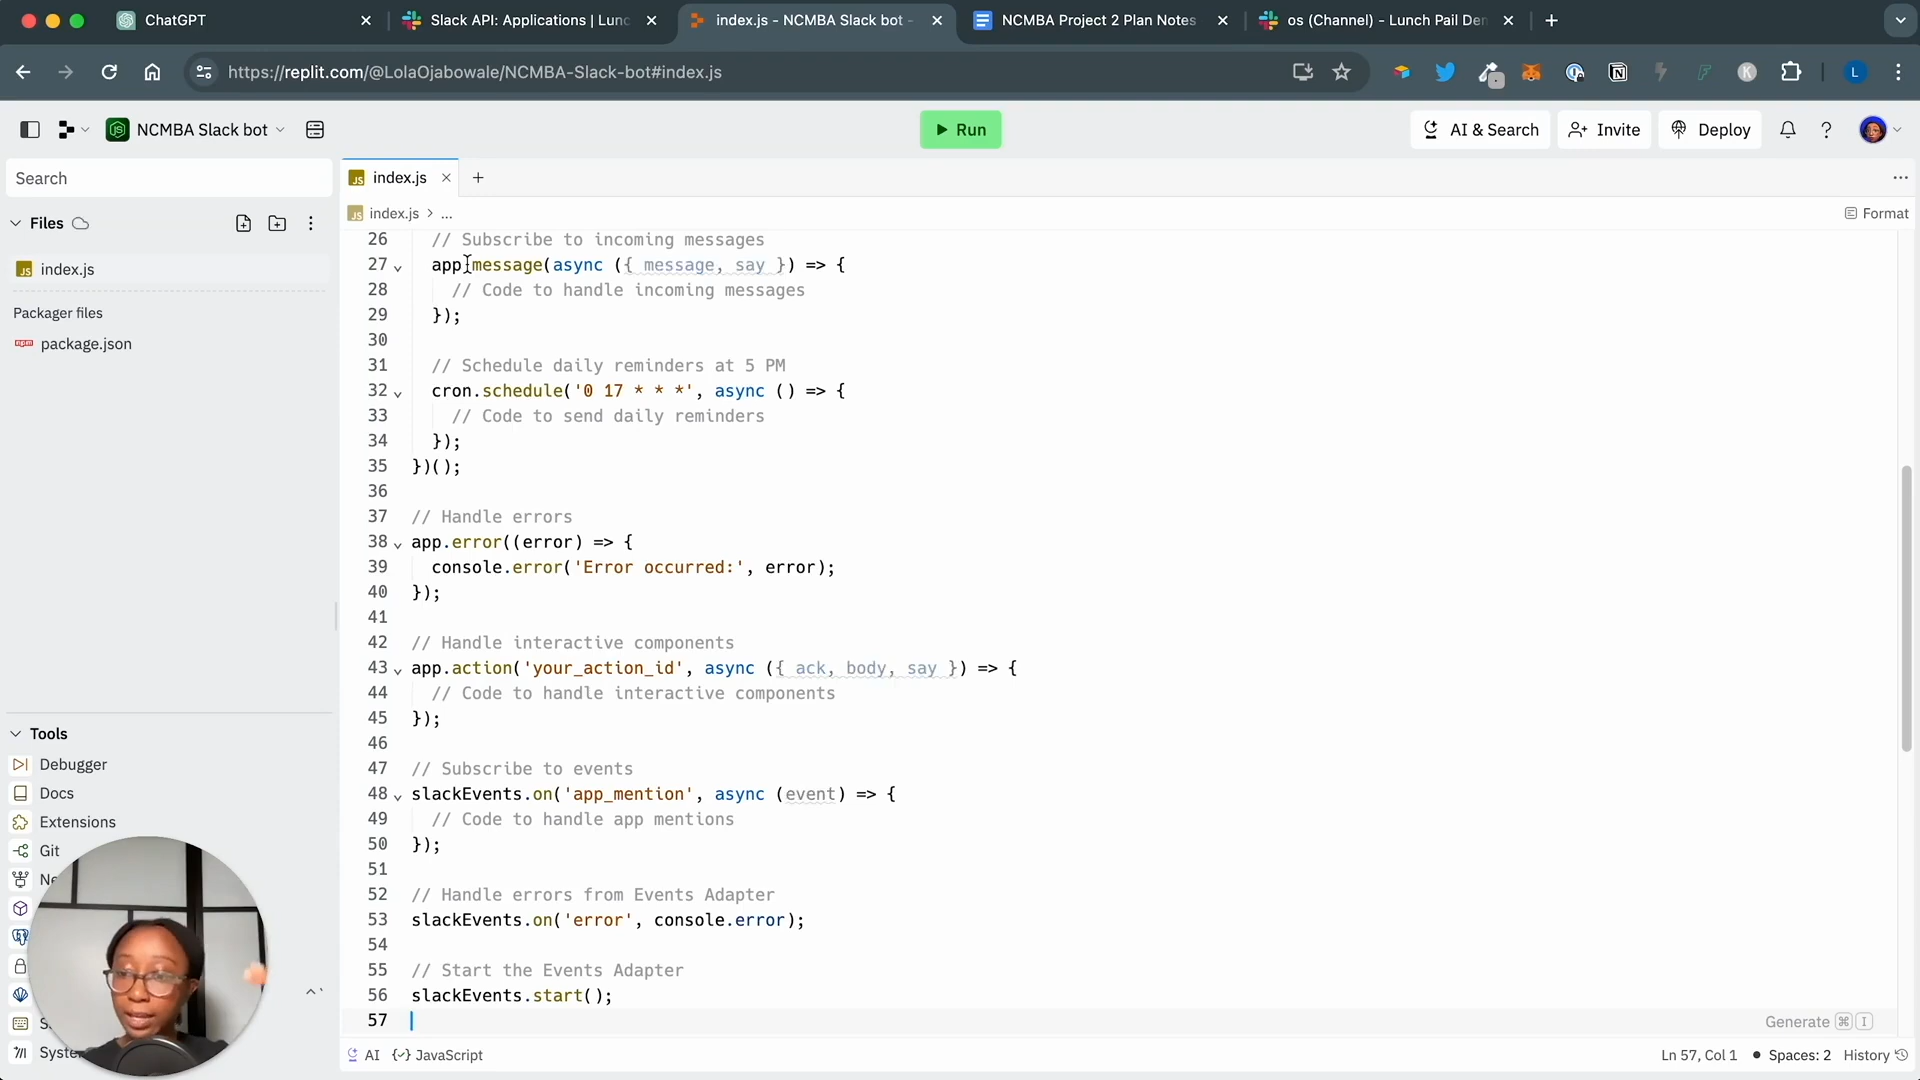 ChatGPT
Slack API: Applications | Lunc
index.js - NCMBA Slack bot -
NCMBA Project 2 Plan Notes
os (Channel) - Lunch Pail Den
https://replit.com/@LolaOjabowale/NCMBA-Slack-bot#index.js
K
L
NCMBA Slack bot
Run
AI & Search
Invite
Deploy
Search
Files
index.js
Packager files
package.json
Tools
Debugger
Docs
Extensions
Git
Ne
Syste
JS index.js
JS index.js > ...
Format
26 // Subscribe to incoming messages
27 app.message(async ({ message, say }) => {
28 // Code to handle incoming messages
29 });
30
31 // Schedule daily reminders at 5 PM
32 cron.schedule('0 17 * * *', async () => {
33 // Code to send daily reminders
34 });
35 })();
36
37 // Handle errors
38 app.error((error) => {
39 console.error('Error occurred:', error);
40 });
41
42 // Handle interactive components
43 app.action('your_action_id', async ({ ack, body, say }) => {
44 // Code to handle interactive components
45 });
46
47 // Subscribe to events
48 slackEvents.on('app_mention', async (event) => {
49 // Code to handle app mentions
50 });
51
52 // Handle errors from Events Adapter
53 slackEvents.on('error', console.error);
54
55 // Start the Events Adapter
56 slackEvents.start();
57
Generate ⌘ I
AI {✓} JavaScript
Ln 57, Col 1 • Spaces: 2 History